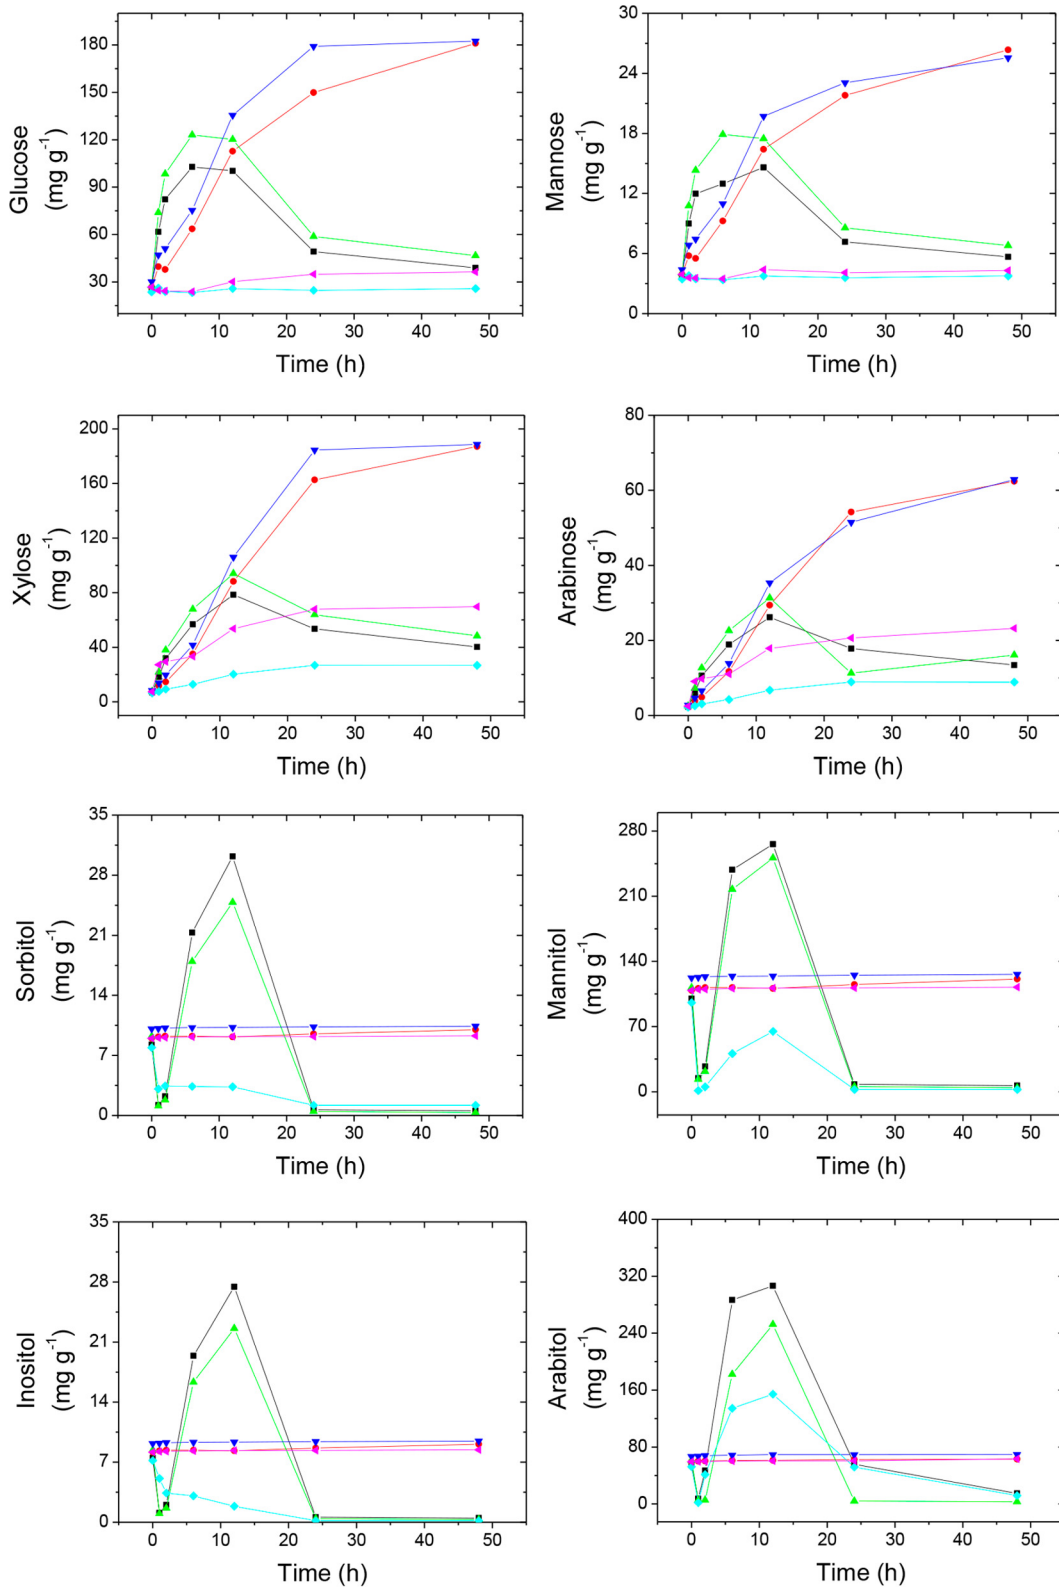 Glucose
(mg g-1)
180
150
120
90
60
30
0 10 20 30 40 50
Time (h)
Mannose
(mg g-1)
30
24
18
12
6
0
0 10 20 30 40 50
Time (h)
Xylose
(mg g-1)
200
160
120
80
40
0
0 10 20 30 40 50
Time (h)
Arabinose
(mg g-1)
80
60
40
20
0
0 10 20 30 40 50
Time (h)
Sorbitol
(mg g-1)
35
28
21
14
7
0
0 10 20 30 40 50
Time (h)
Mannitol
(mg g-1)
280
210
140
70
0
0 10 20 30 40 50
Time (h)
Inositol
(mg g-1)
35
28
21
14
7
0
0 10 20 30 40 50
Time (h)
Arabitol
(mg g-1)
400
320
240
160
80
0
0 10 20 30 40 50
Time (h)